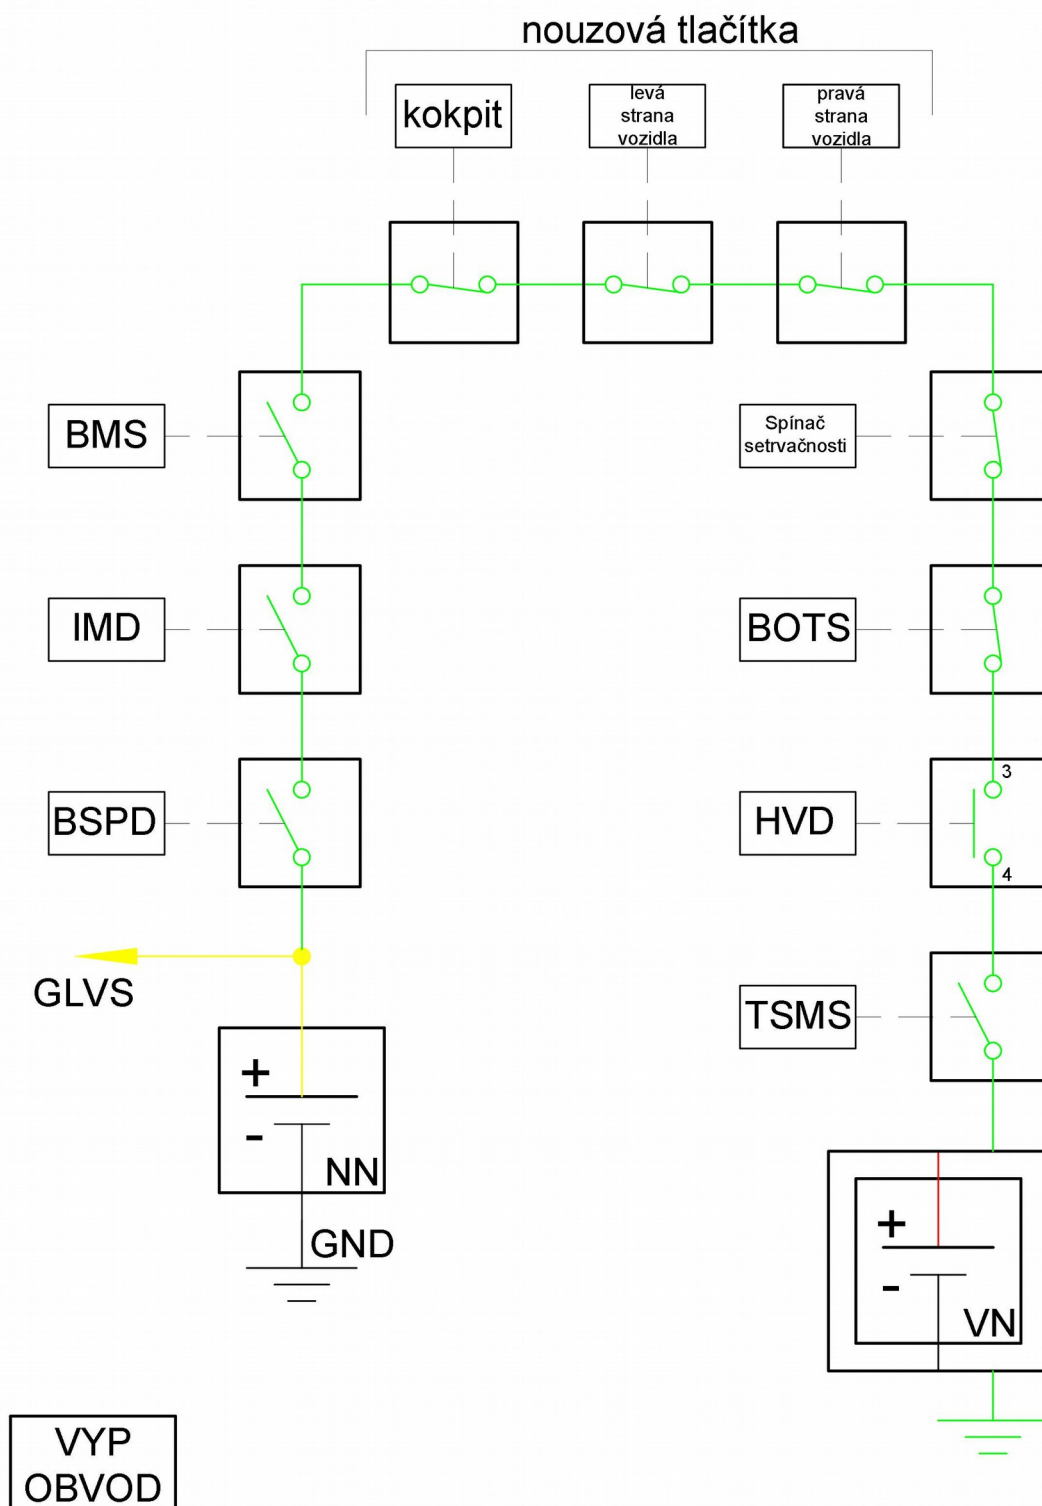 nouzová tlačítka
kokpit
levá
strana
vozidla
pravá
strana
vozidla
BMS
Spínač
setrvačnosti
IMD
BOTS
BSPD
HVD
3
4
GLVS
TSMS
+
-
NN
GND
+
-
VN
VYP
OBVOD